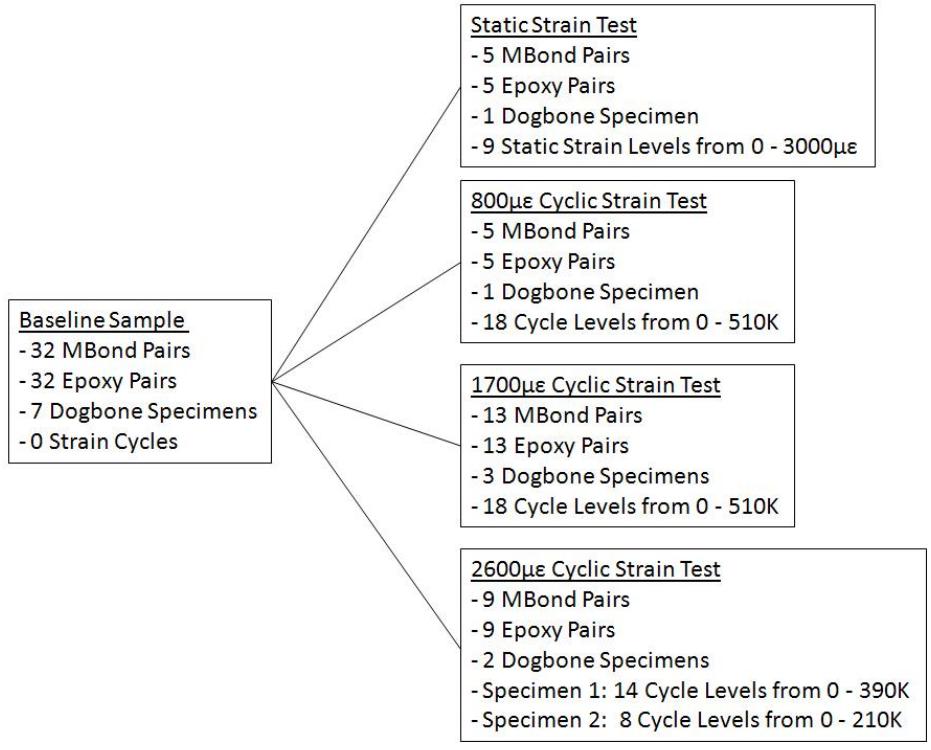 Static Strain Test
- 5 MBond Pairs
- 5 Epoxy Pairs
- 1 Dogbone Specimen
- 9 Static Strain Levels from 0 - 3000µε
800µε Cyclic Strain Test
- 5 MBond Pairs
- 5 Epoxy Pairs
- 1 Dogbone Specimen
- 18 Cycle Levels from 0 - 510K
Baseline Sample
- 32 MBond Pairs
- 32 Epoxy Pairs
- 7 Dogbone Specimens
- 0 Strain Cycles
1700µε Cyclic Strain Test
- 13 MBond Pairs
- 13 Epoxy Pairs
- 3 Dogbone Specimens
- 18 Cycle Levels from 0 - 510K
2600µε Cyclic Strain Test
- 9 MBond Pairs
- 9 Epoxy Pairs
- 2 Dogbone Specimens
- Specimen 1: 14 Cycle Levels from 0 - 390K
- Specimen 2: 8 Cycle Levels from 0 - 210K